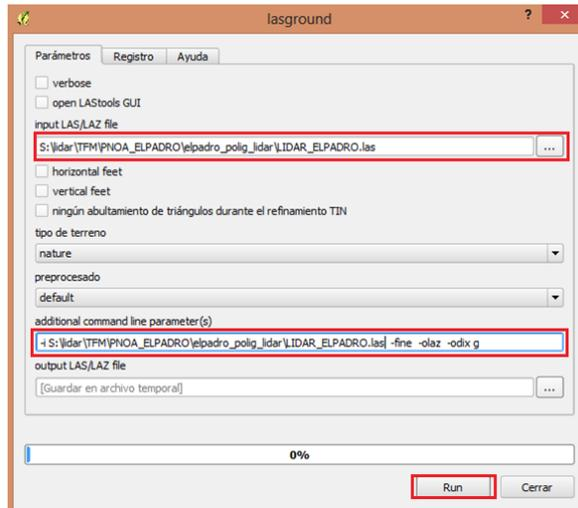 lasground
? ×
Parámetros Registro Ayuda
verbose
open LAStools GUI
input LAS/LAZ file
S:\lidar\TFM\PNOA_ELPADRO\elpadro_polig_lidar\LIDAR_ELPADRO.las ...
horizontal feet
vertical feet
ningún abultamiento de triángulos durante el refinamiento TIN
tipo de terreno
nature
preprocesado
default
additional command line parameter(s)
-i S:\lidar\TFM\PNOA_ELPADRO\elpadro_polig_lidar\LIDAR_ELPADRO.las -fine -olaz -odix g
output LAS/LAZ file
[Guardar en archivo temporal] ...
0%
Run Cerrar